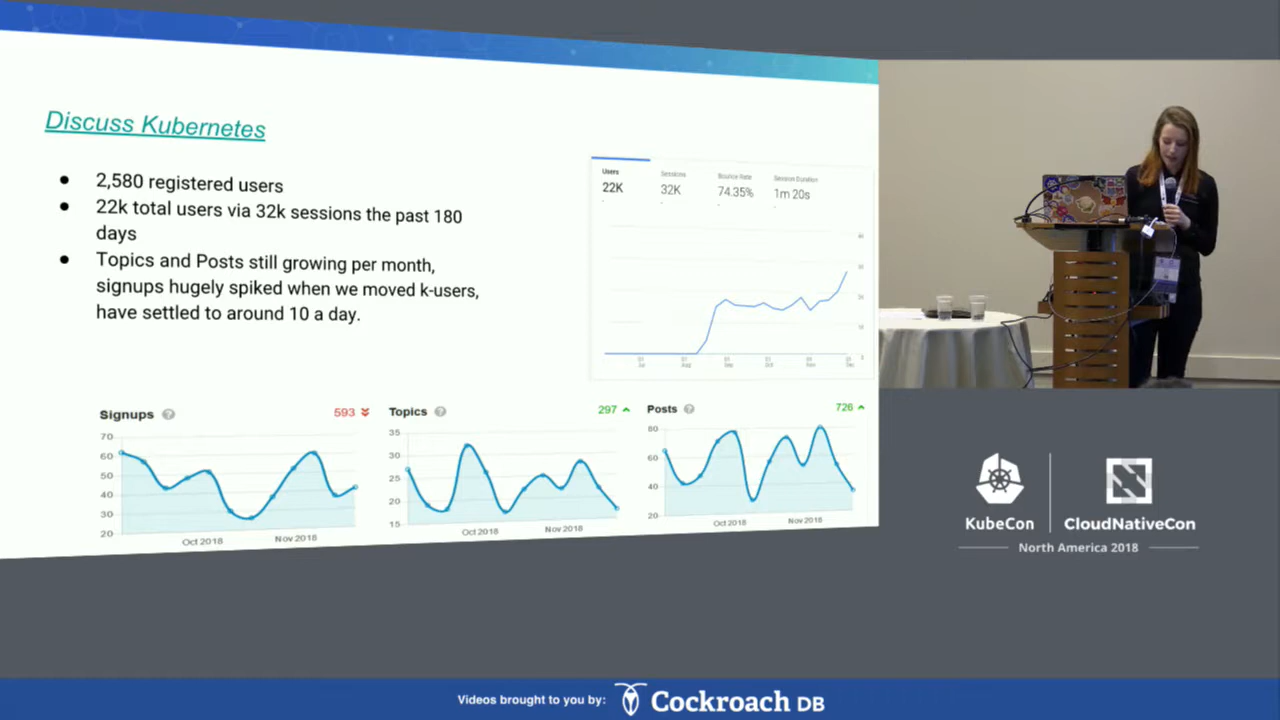 Discuss Kubernetes
● 2,580 registered users
● 22k total users via 32k sessions the past 180
days
● Topics and Posts still growing per month,
signups hugely spiked when we moved k-users,
have settled to around 10 a day.
Users Sessions Bounce Rate Session Duration
22K 32K 74.35% 1m 20s
Signups ? 593
70
60
50
40
30
20
Oct 2018 Nov 2018
Topics ? 297
35
30
25
20
15
Oct 2018 Nov 2018
Posts ? 726
80
60
40
20
Oct 2018 Nov 2018
KubeCon
CloudNativeCon
North America 2018
Videos brought to you by: Cockroach DB